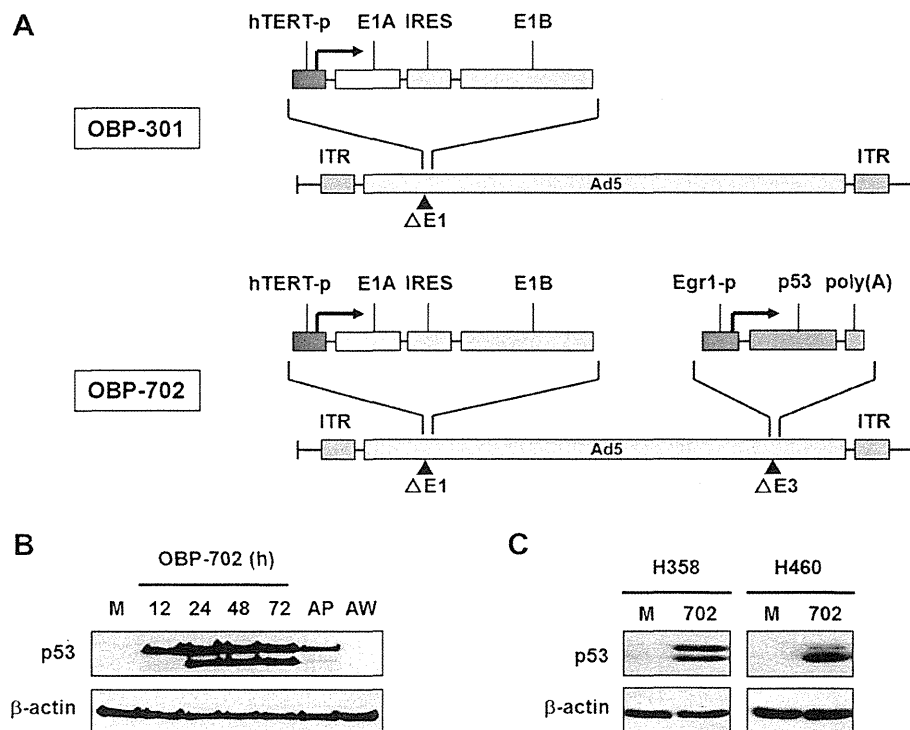 A
hTERT-p E1A IRES E1B
OBP-301
ITR ITR
Ad5
△E1
hTERT-p E1A IRES E1B Egr1-p p53 poly(A)
OBP-702
ITR ITR
Ad5
△E1 △E3
B
OBP-702 (h)
M 12 24 48 72 AP AW
p53
β-actin
C
H358 H460
M 702 M 702
p53
β-actin